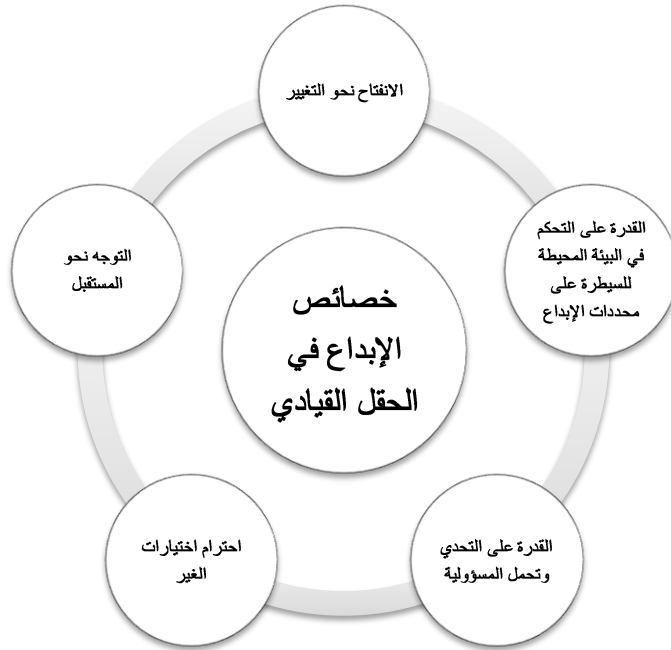 الانفتاح نحو التغيير
القدرة على التحكم
في البيئة المحيطة
للسيطرة على
محددات الإبداع
القدرة على التحدي
وتحمل المسؤولية
احترام اختيارات
الغير
التوجه نحو
المستقبل
خصائص
الإبداع في
الحقل القيادي